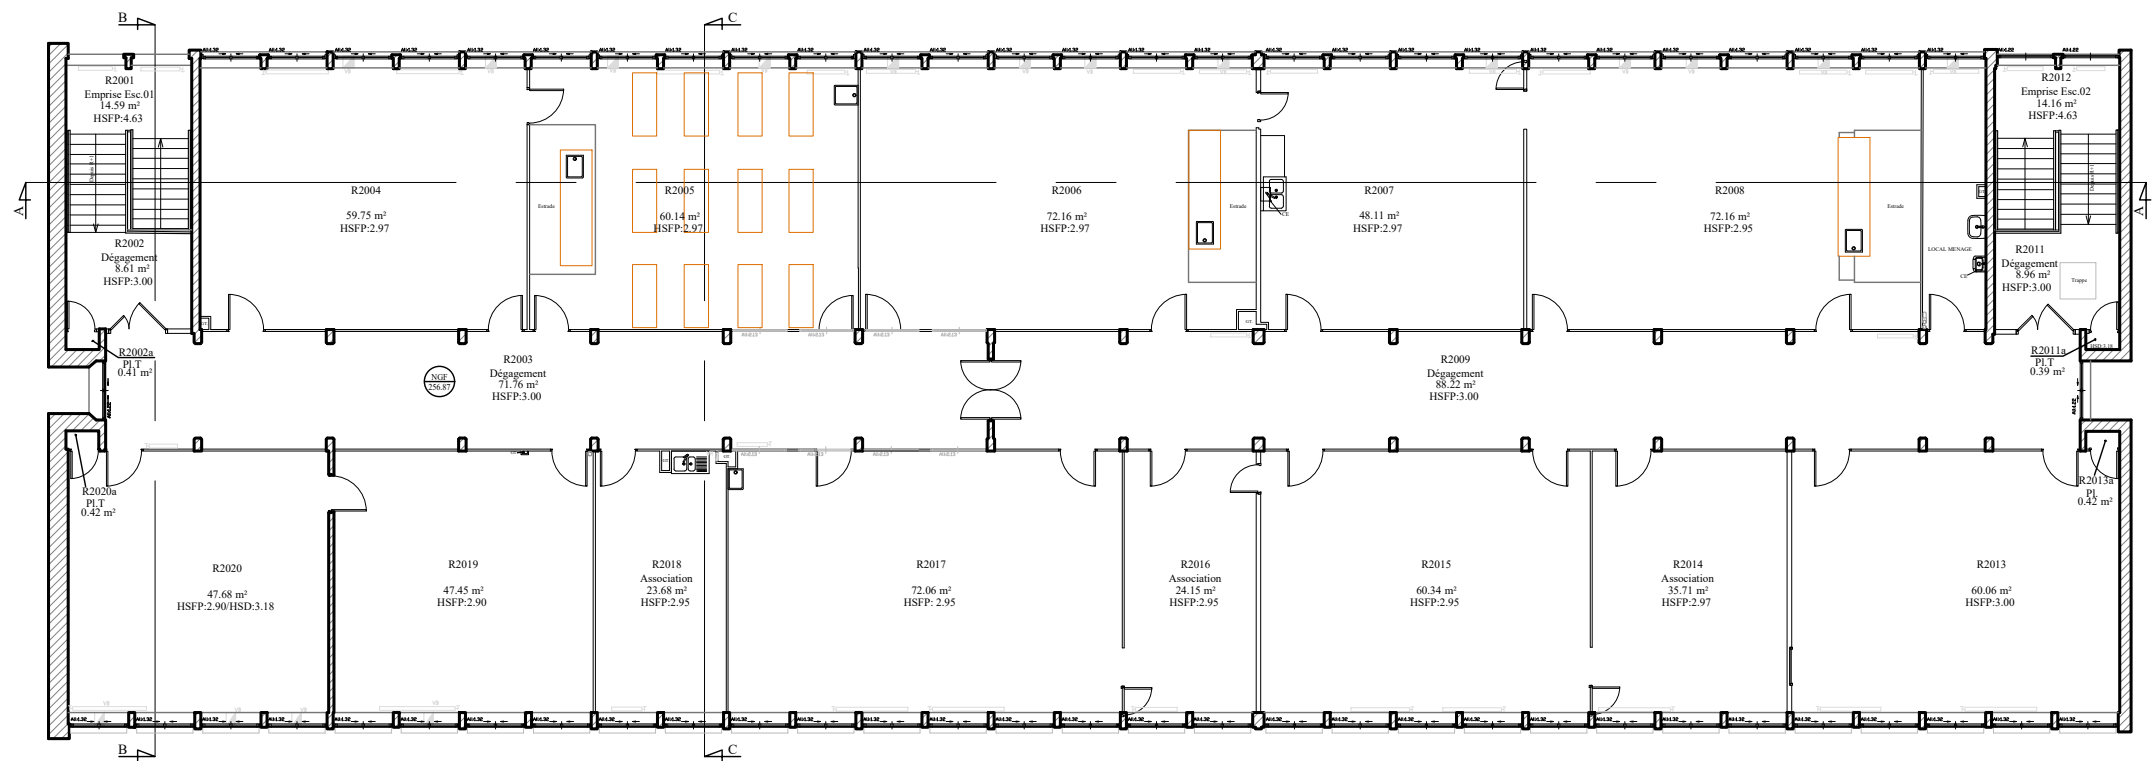 B
C
R2001
Emprise Esc.01
14.59 m²
HSFP:4.63
R2012
Emprise Esc.02
14.16 m²
HSFP:4.63
A
A
R2004
59.75 m²
HSFP:2.97
Estrade
R2005
60.14 m²
HSFP:2.97
R2006
72.16 m²
HSFP:2.97
Estrade
CE
R2007
48.11 m²
HSFP:2.97
R2008
72.16 m²
HSFP:2.95
Estrade
LOCAL MENAGE
CE
R2002
Dégagement
8.61 m²
HSFP:3.00
R2011
Dégagement
8.96 m²
HSFP:3.00
Trappe
R2002a
Pl.T
0.41 m²
R2003
Dégagement
71.76 m²
HSFP:3.00
NGF
256.87
R2009
Dégagement
88.22 m²
HSFP:3.00
HSD:3.18
R2011a
Pl.T
0.39 m²
R2020a
Pl.T
0.42 m²
R2013a
Pl.
0.42 m²
R2020
47.68 m²
HSFP:2.90/HSD:3.18
R2019
47.45 m²
HSFP:2.90
R2018
Association
23.68 m²
HSFP:2.95
R2017
72.06 m²
HSFP: 2.95
R2016
Association
24.15 m²
HSFP:2.95
R2015
60.34 m²
HSFP:2.95
R2014
Association
35.71 m²
HSFP:2.97
R2013
60.06 m²
HSFP:3.00
B
C